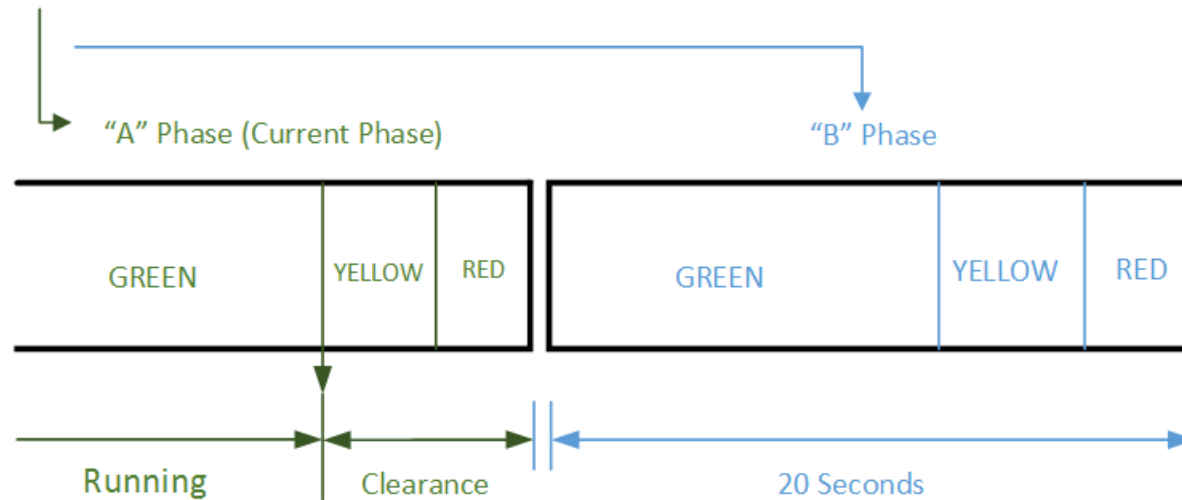 “A” Phase (Current Phase)
“B” Phase
GREEN
YELLOW
RED
GREEN
YELLOW
RED
Running
Clearance
20 Seconds